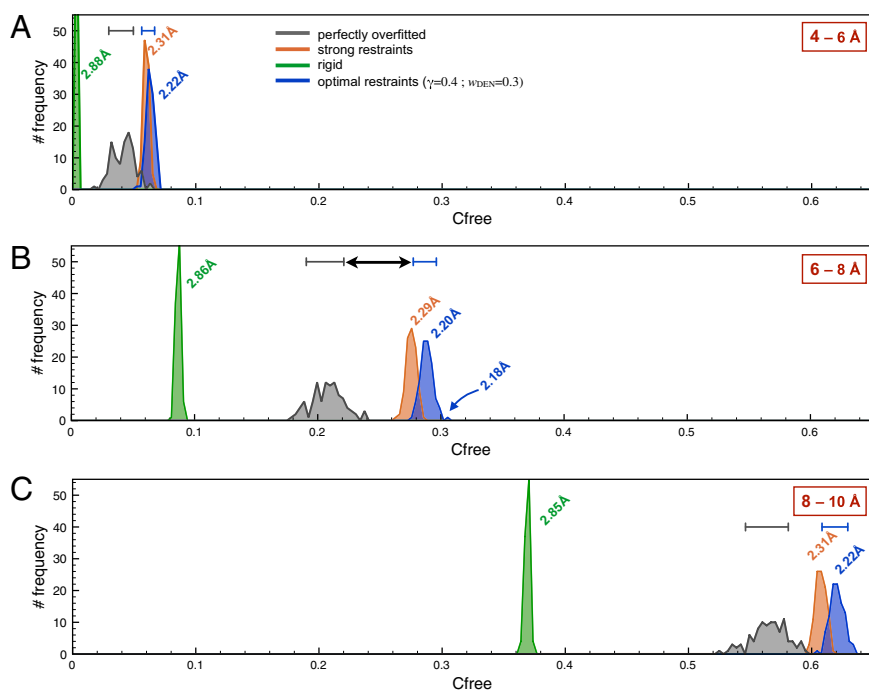 A
50
40
30
20
10
0
# frequency
2.88Å
2.31Å
2.22Å
perfectly overfitted
strong restraints
rigid
optimal restraints (γ=0.4 ; wDEN=0.3)
4 – 6 Å
0 0.1 0.2 0.3 0.4 0.5 0.6
Cfree
B
50
40
30
20
10
0
# frequency
2.86Å
2.29Å
2.20Å
2.18Å
6 – 8 Å
0 0.1 0.2 0.3 0.4 0.5 0.6
Cfree
C
50
40
30
20
10
0
# frequency
2.85Å
2.31Å
2.22Å
8 – 10 Å
0 0.1 0.2 0.3 0.4 0.5 0.6
Cfree